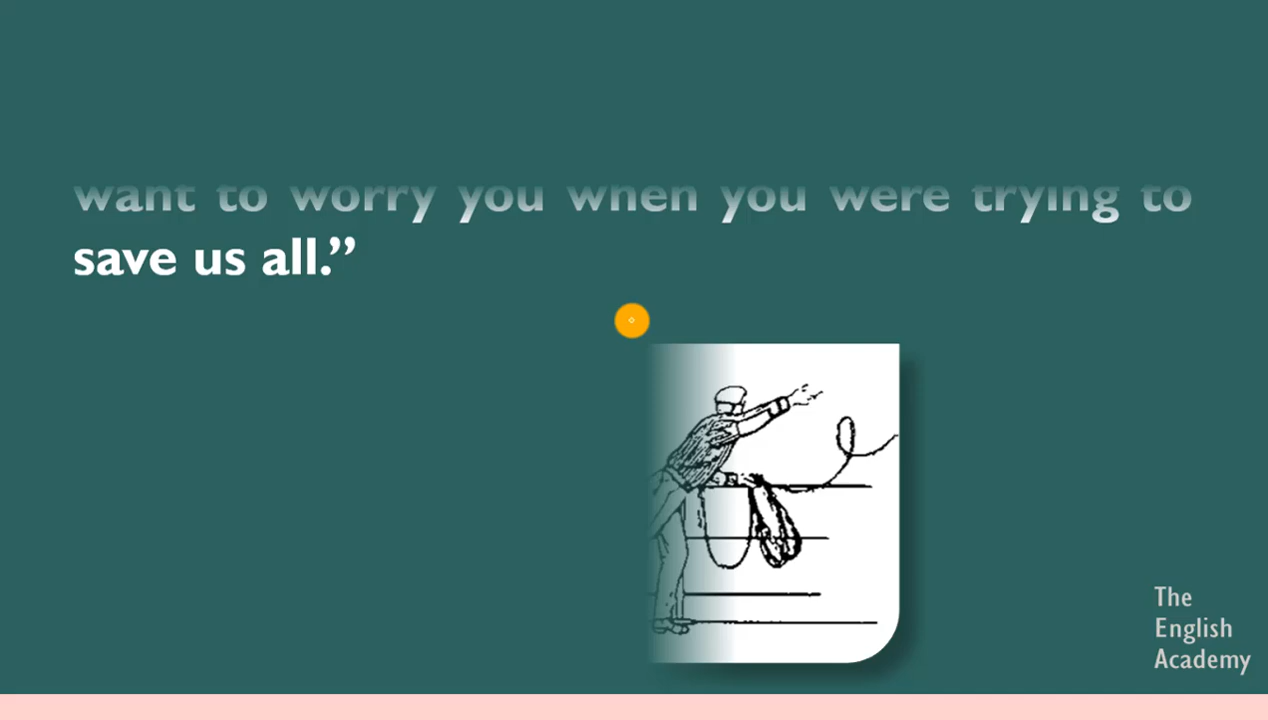 want to worry you when you were trying to
save us all.”
The
English
Academy